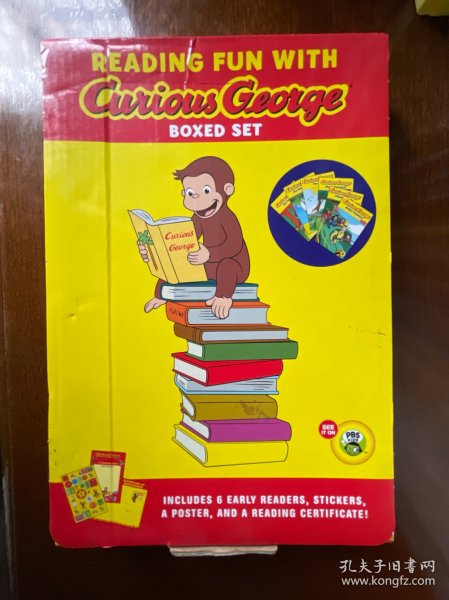 READING FUN WITH
Curious George
BOXED SET
Curious
George
SEE
IT ON
PBS
KIDS
INCLUDES 6 EARLY READERS, STICKERS,
A POSTER, AND A READING CERTIFICATE!
孔夫子旧书网
www.kongfz.com